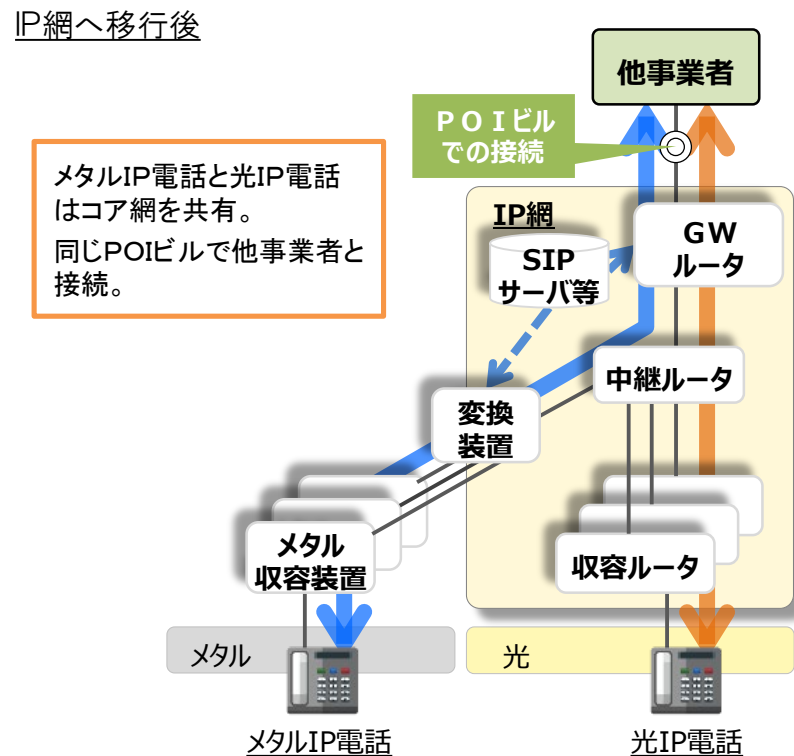 IP網へ移行後
他事業者
ＰＯＩビル
での接続
メタルIP電話と光IP電話
はコア網を共有。
同じPOIビルで他事業者と
接続。
IP網
SIP
サーバ等
ＧＷ
ルータ
中継ルータ
変換
装置
メタル
収容装置
収容ルータ
メタル
光
メタルIP電話
光IP電話